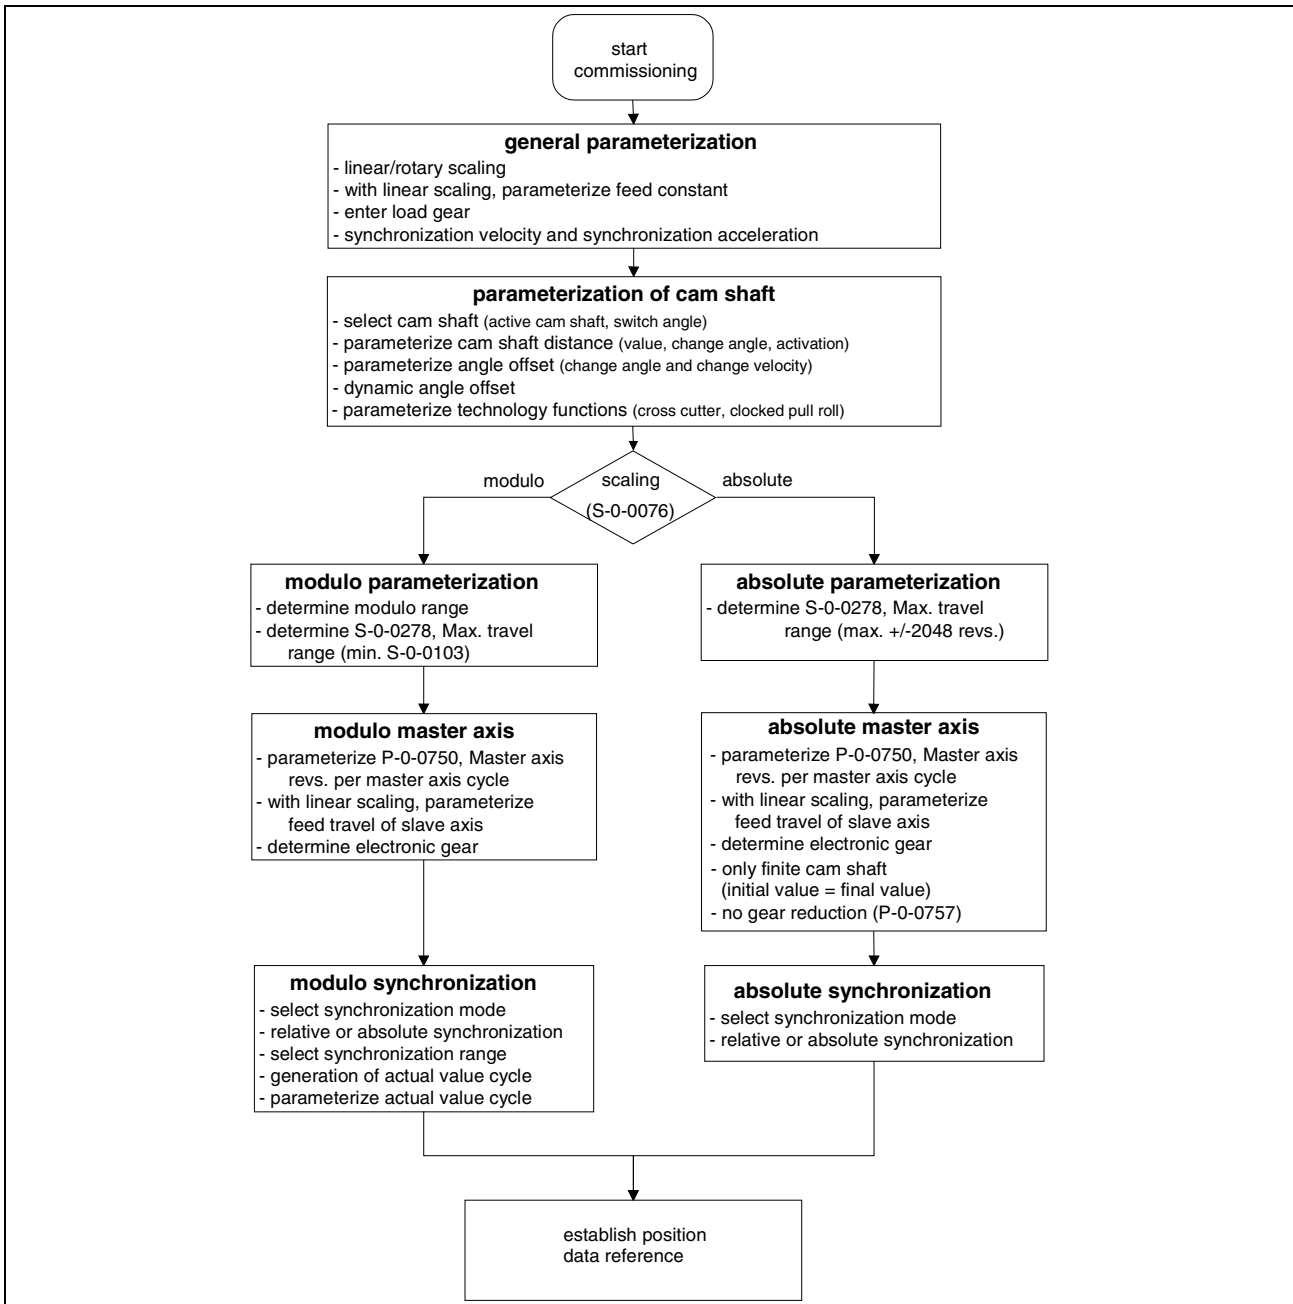 start
commissioning
general parameterization
- linear/rotary scaling
- with linear scaling, parameterize feed constant
- enter load gear
- synchronization velocity and synchronization acceleration
parameterization of cam shaft
- select cam shaft (active cam shaft, switch angle)
- parameterize cam shaft distance (value, change angle, activation)
- parameterize angle offset (change angle and change velocity)
- dynamic angle offset
- parameterize technology functions (cross cutter, clocked pull roll)
modulo
scaling
(S-0-0076)
absolute
modulo parameterization
- determine modulo range
- determine S-0-0278, Max. travel
range (min. S-0-0103)
absolute parameterization
- determine S-0-0278, Max. travel
range (max. +/-2048 revs.)
modulo master axis
- parameterize P-0-0750, Master axis
revs. per master axis cycle
- with linear scaling, parameterize
feed travel of slave axis
- determine electronic gear
absolute master axis
- parameterize P-0-0750, Master axis
revs. per master axis cycle
- with linear scaling, parameterize
feed travel of slave axis
- determine electronic gear
- only finite cam shaft
(initial value = final value)
- no gear reduction (P-0-0757)
modulo synchronization
- select synchronization mode
- relative or absolute synchronization
- select synchronization range
- generation of actual value cycle
- parameterize actual value cycle
absolute synchronization
- select synchronization mode
- relative or absolute synchronization
establish position
data reference